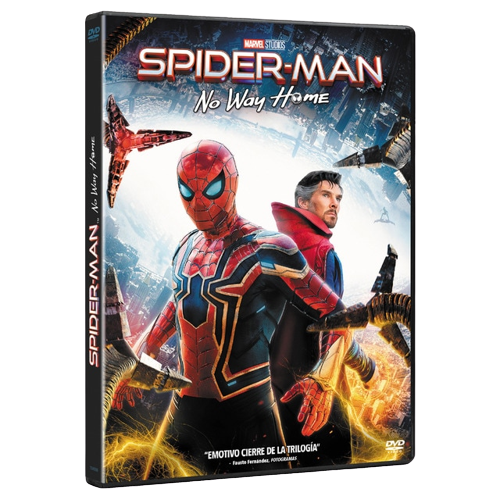 MARVEL STUDIOS
SPIDER-MAN
No Way Home
SPIDER-MAN No Way Home
DVD
"EMOTIVO CIERRE DE LA TRILOGÍA"
- Fausto Fernández, FOTOGRAMAS
DVD